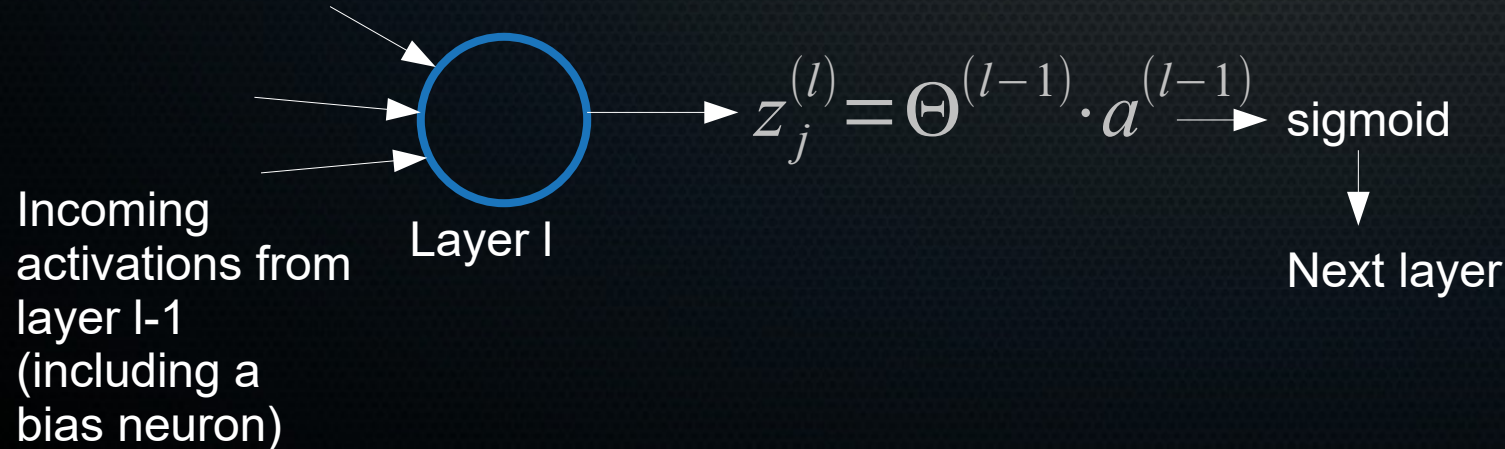 z_j^{(l)} = Θ^{(l−1)} · a^{(l−1)}
sigmoid
Incoming
activations from
layer l-1
(including a
bias neuron)
Layer l
Next layer